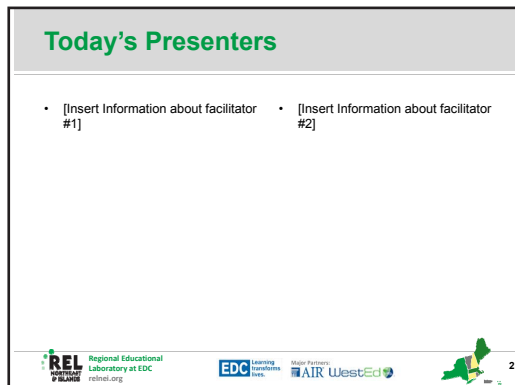 Today's Presenters
• [Insert Information about facilitator #1]
• [Insert Information about facilitator #2]
REL
NORTHEAST & ISLANDS
Regional Educational
Laboratory at EDC
relnei.org
EDC
Learning
transforms
lives.
Major Partners:
AIR WestEd
2